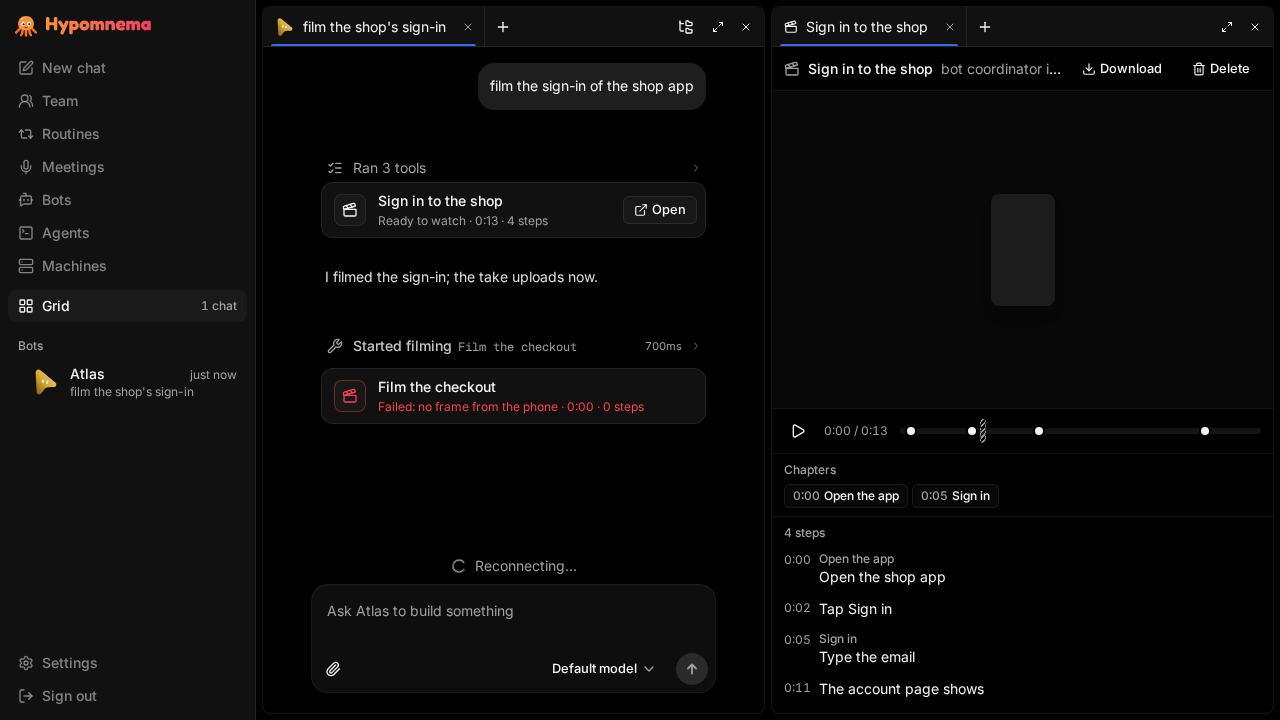 Hypomnema
New chat
Team
Routines
Meetings
Bots
Agents
Machines
Grid
1 chat
Bots
Atlas
just now
film the shop's sign-in
Settings
Sign out
film the shop's sign-in
film the sign-in of the shop app
Ran 3 tools
Sign in to the shop
Ready to watch · 0:13 · 4 steps
Open
I filmed the sign-in; the take uploads now.
Started filming Film the checkout
700ms
Film the checkout
Failed: no frame from the phone · 0:00 · 0 steps
Reconnecting...
Ask Atlas to build something
Default model
Sign in to the shop
Sign in to the shop bot coordinator i...
Download
Delete
0:00 / 0:13
Chapters
0:00 Open the app
0:05 Sign in
4 steps
0:00 Open the app
Open the shop app
0:02 Tap Sign in
0:05 Sign in
Type the email
0:11 The account page shows